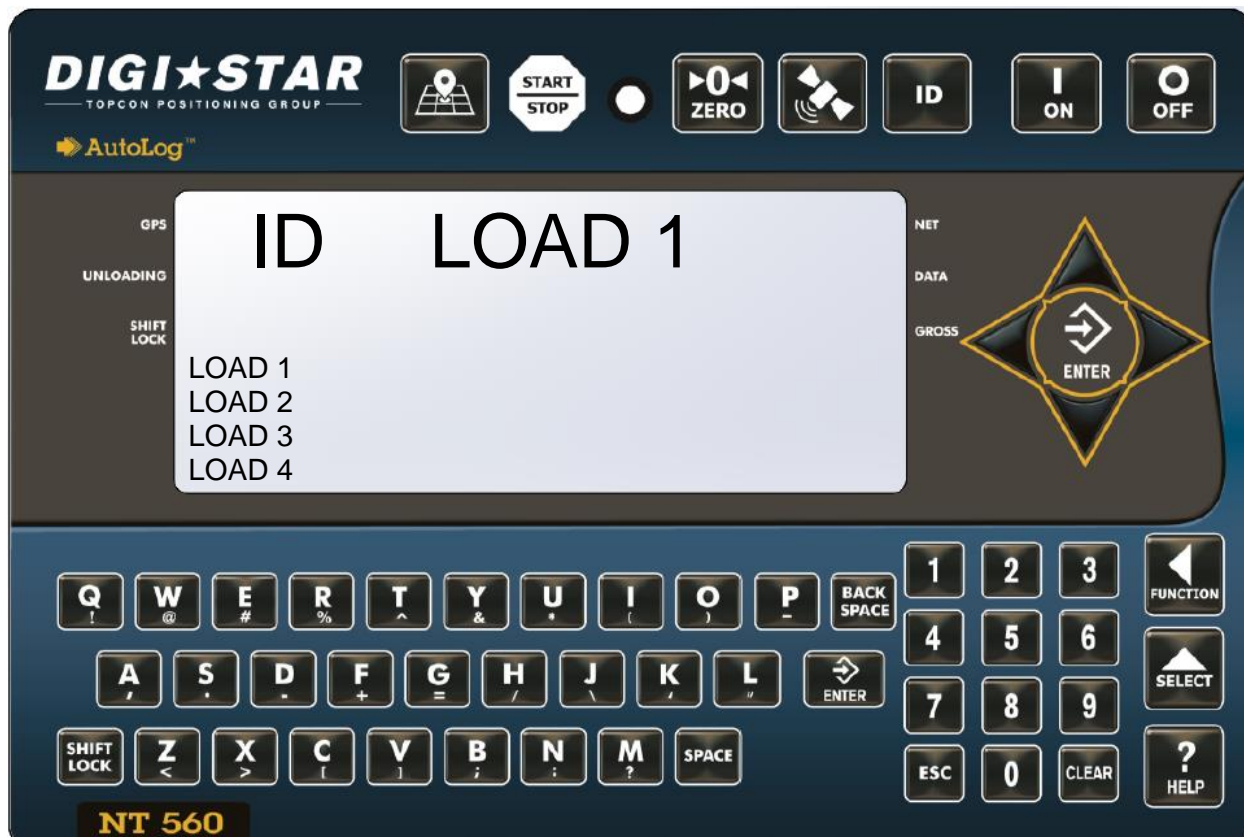 DIGI★STAR
TOPCON POSITIONING GROUP
AutoLog™
START
STOP
▶0◀
ZERO
ID
I
ON
O
OFF
GPS
UNLOADING
SHIFT
LOCK
ID LOAD 1
LOAD 1
LOAD 2
LOAD 3
LOAD 4
NET
DATA
GROSS
ENTER
Q ! W @ E # R % T ^ Y & U * I ( O ) P - BACK SPACE
A , S . D - F + G = H / J \ K ' L " ENTER
SHIFT LOCK Z < X > C [ V ] B ; N : M ? SPACE
1 2 3
4 5 6
7 8 9
ESC 0 CLEAR
FUNCTION
SELECT
?
HELP
NT 560